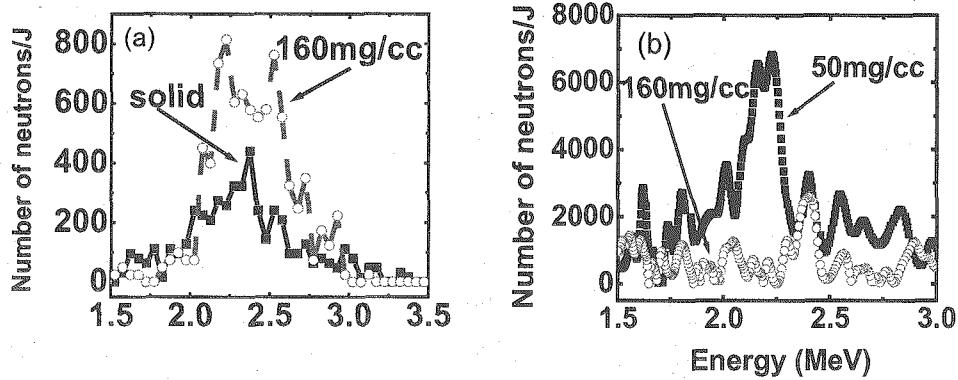 Number of neutrons/J
(a)
800
600
400
200
0
160mg/cc
solid
1.5 2.0 2.5 3.0 3.5
Number of neutrons/J
(b)
8000
6000
4000
2000
0
160mg/cc
50mg/cc
1.5 2.0 2.5 3.0
Energy (MeV)